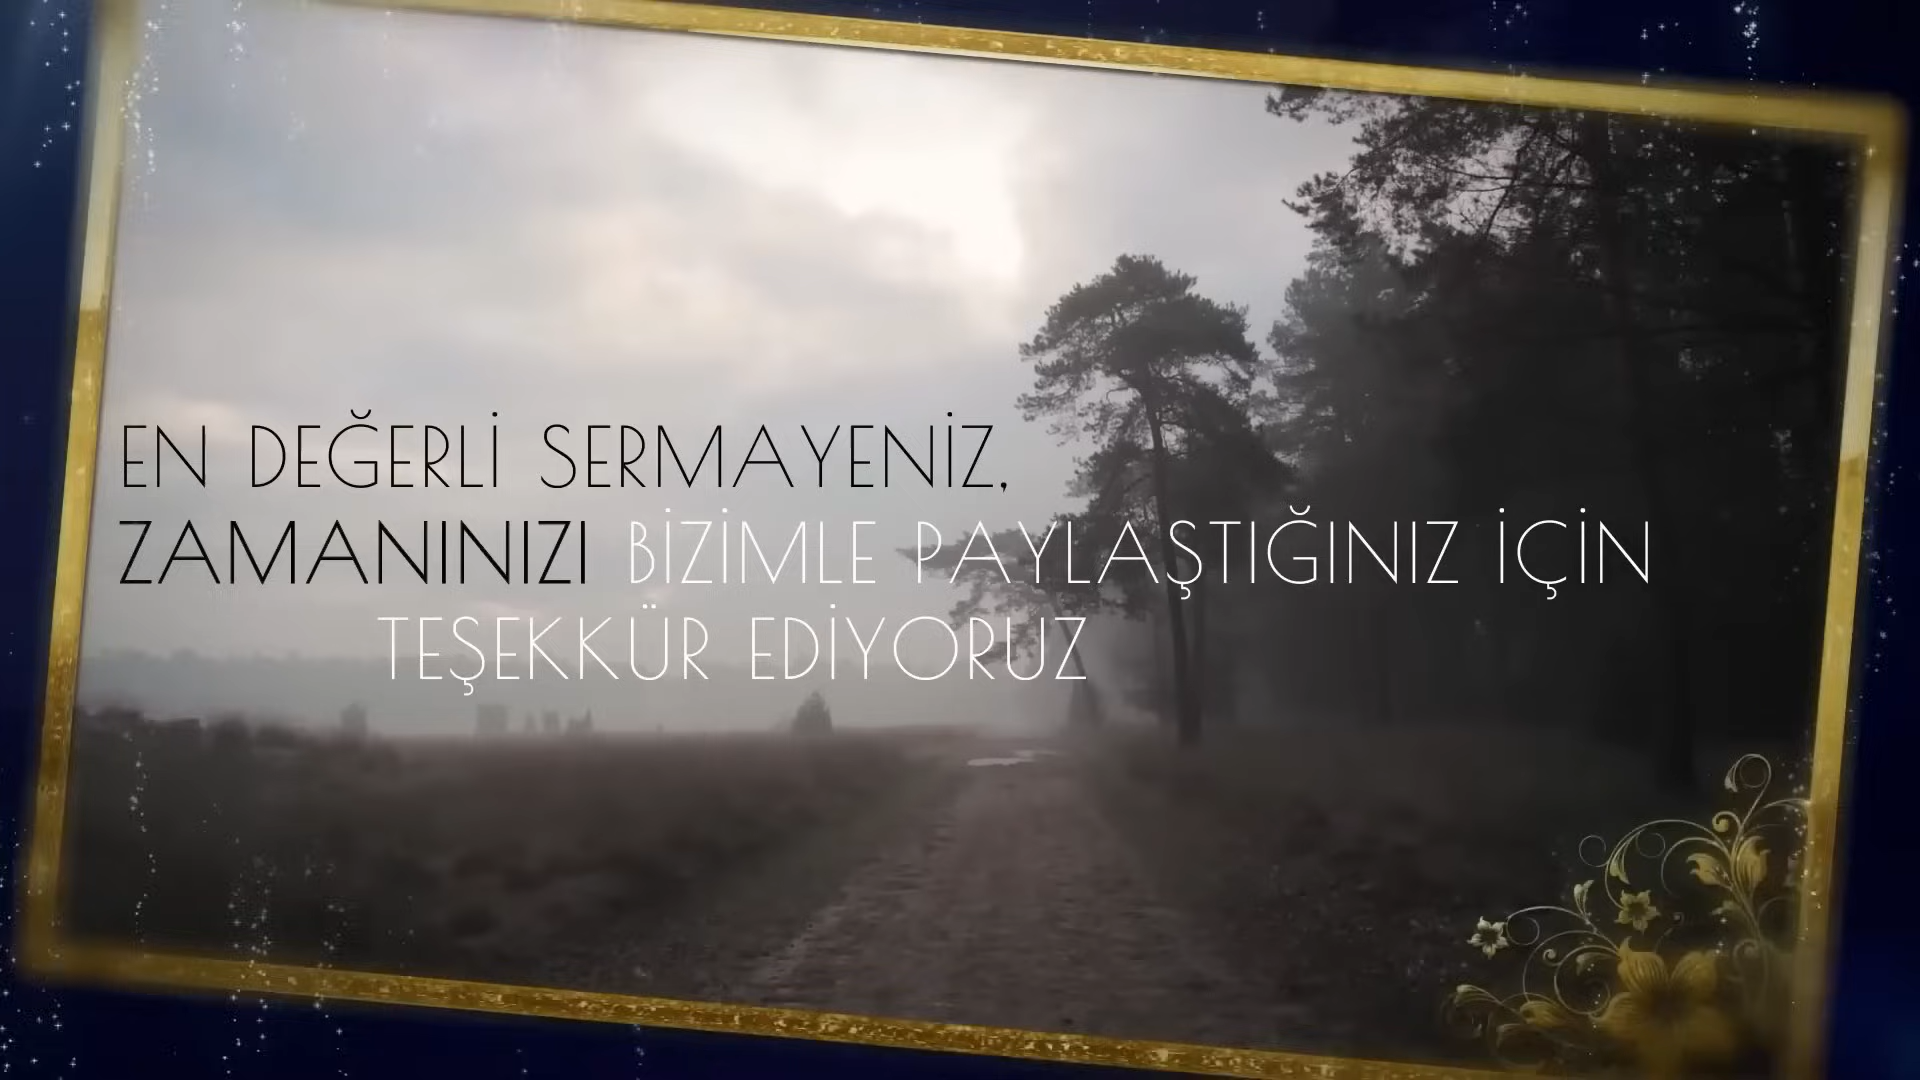 EN DEĞERLİ SERMAYENİZ,
ZAMANINIZI BİZİMLE PAYLAŞTIĞINIZ İÇİN
TEŞEKKÜR EDİYORUZ